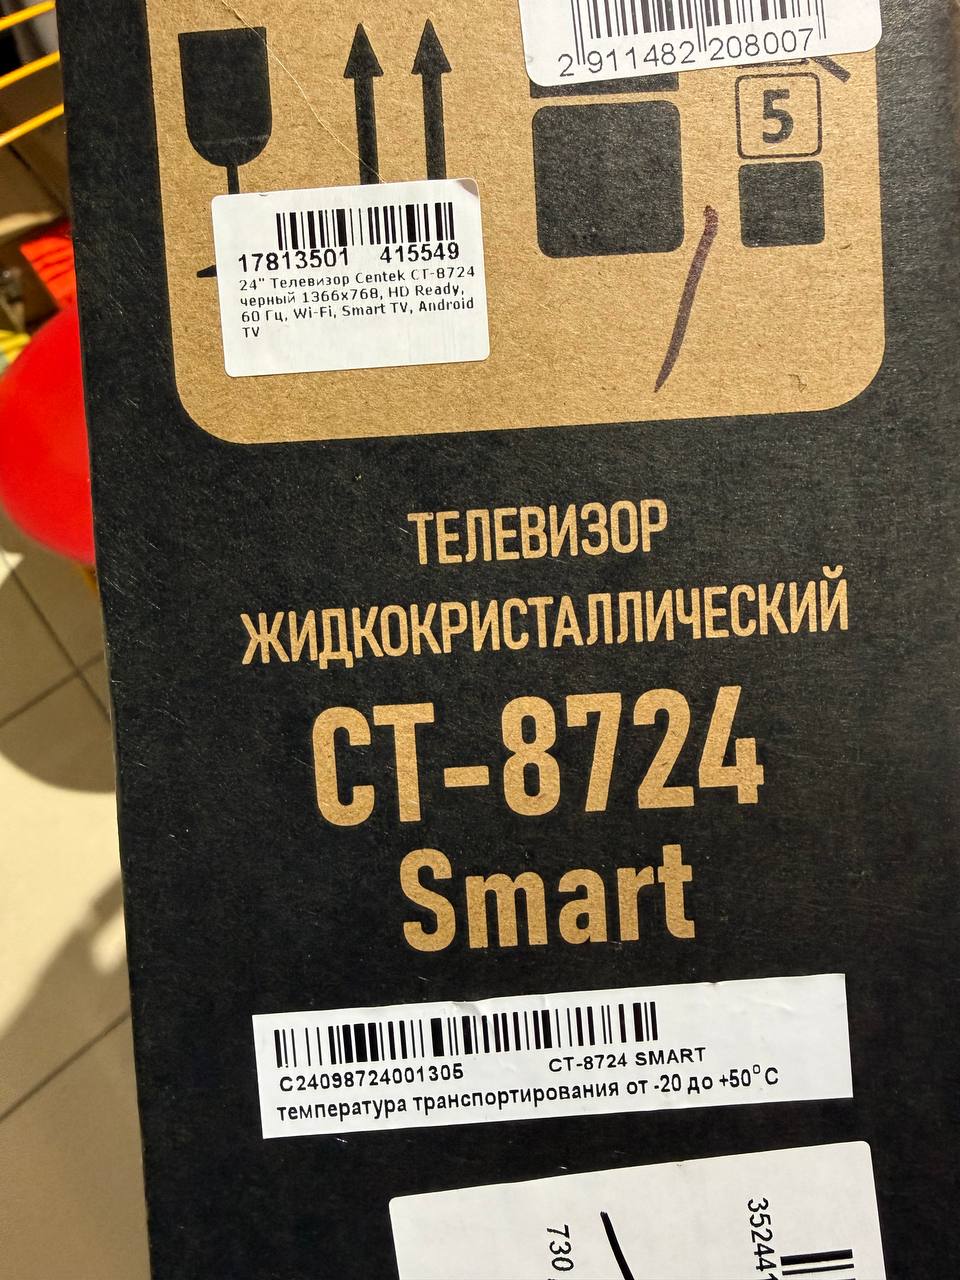 2 911482 208007
5
17813501 415549
24" Телевизор Centek CT-8724
черный 1366x768, HD Ready,
60 Гц, Wi-Fi, Smart TV, Android
TV
ТЕЛЕВИЗОР
ЖИДКОКРИСТАЛЛИЧЕСКИЙ
CT-8724
Smart
C24098724001305 CT-8724 SMART
температура транспортирования от -20 до +50°C
730
35244